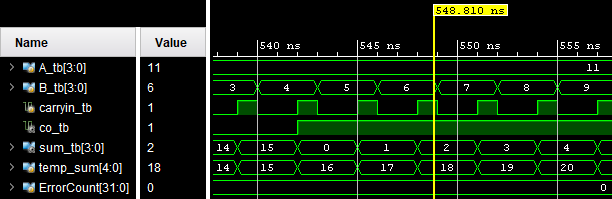 548.810 ns
Name Value 540 ns 545 ns 550 ns 555 ns
A_tb[3:0] 11 11
B_tb[3:0] 6 3 4 5 6 7 8 9
carryin_tb 1
co_tb 1
sum_tb[3:0] 2 14 15 0 1 2 3 4
temp_sum[4:0] 18 14 15 16 17 18 19 20
ErrorCount[31:0] 0 0